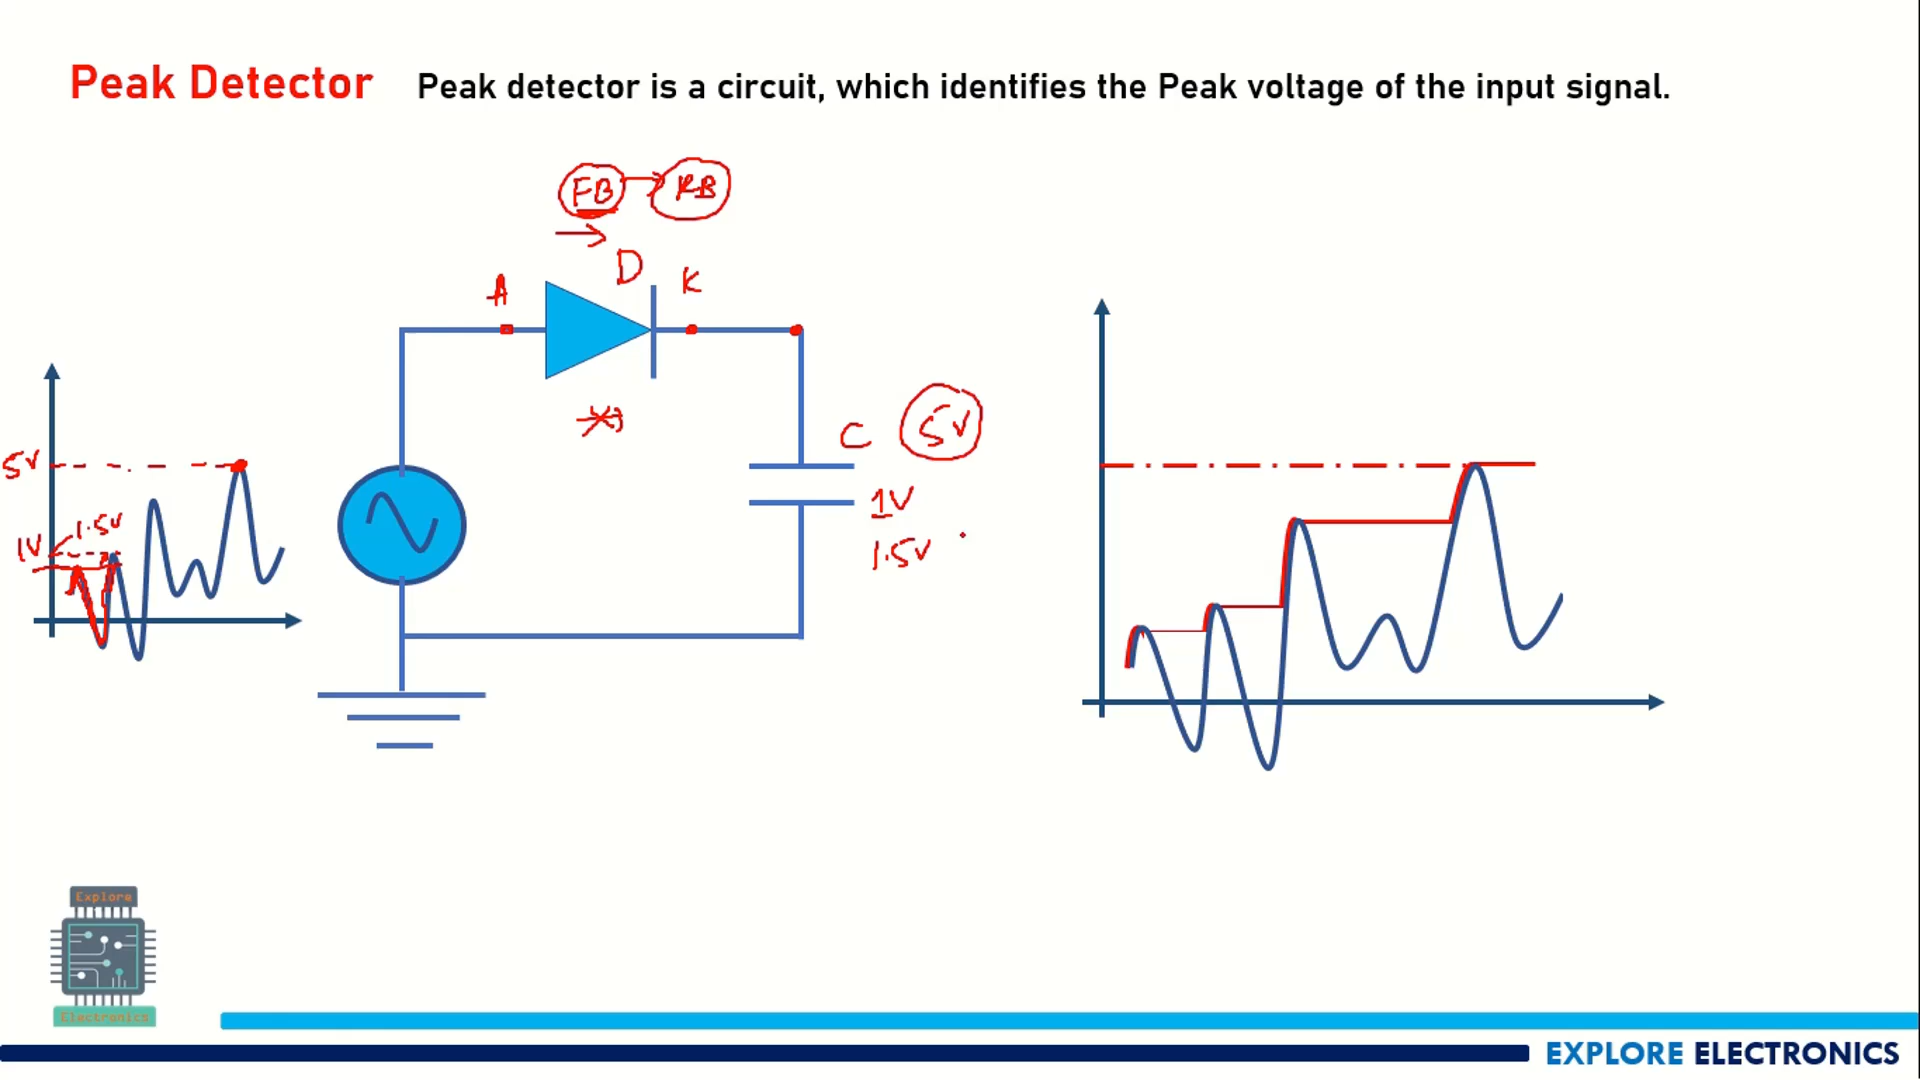 Peak Detector
Peak detector is a circuit, which identifies the Peak voltage of the input signal.
FB
RB
D
A
K
C
5V
1V
1.5V
5V
1.5V
1V
Explore
Electronics
EXPLORE ELECTRONICS